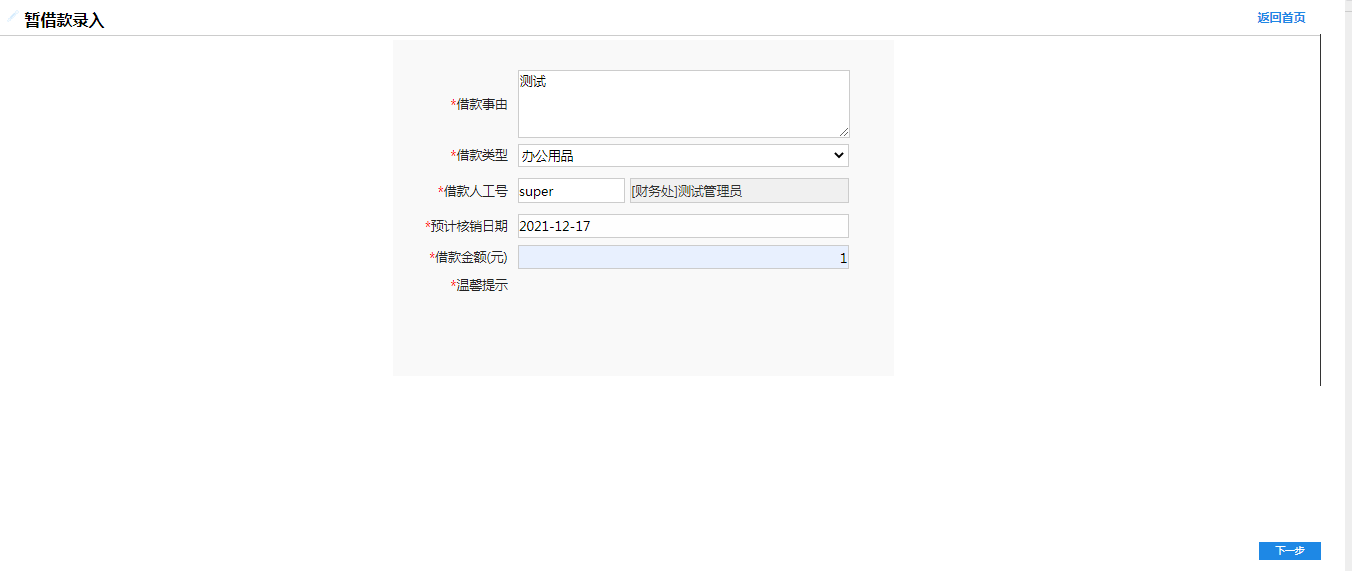 暂借款录入
返回首页
*借款事由 测试
*借款类型 办公用品
*借款人工号 super [财务处]测试管理员
*预计核销日期 2021-12-17
*借款金额(元) 1
*温馨提示
下一步